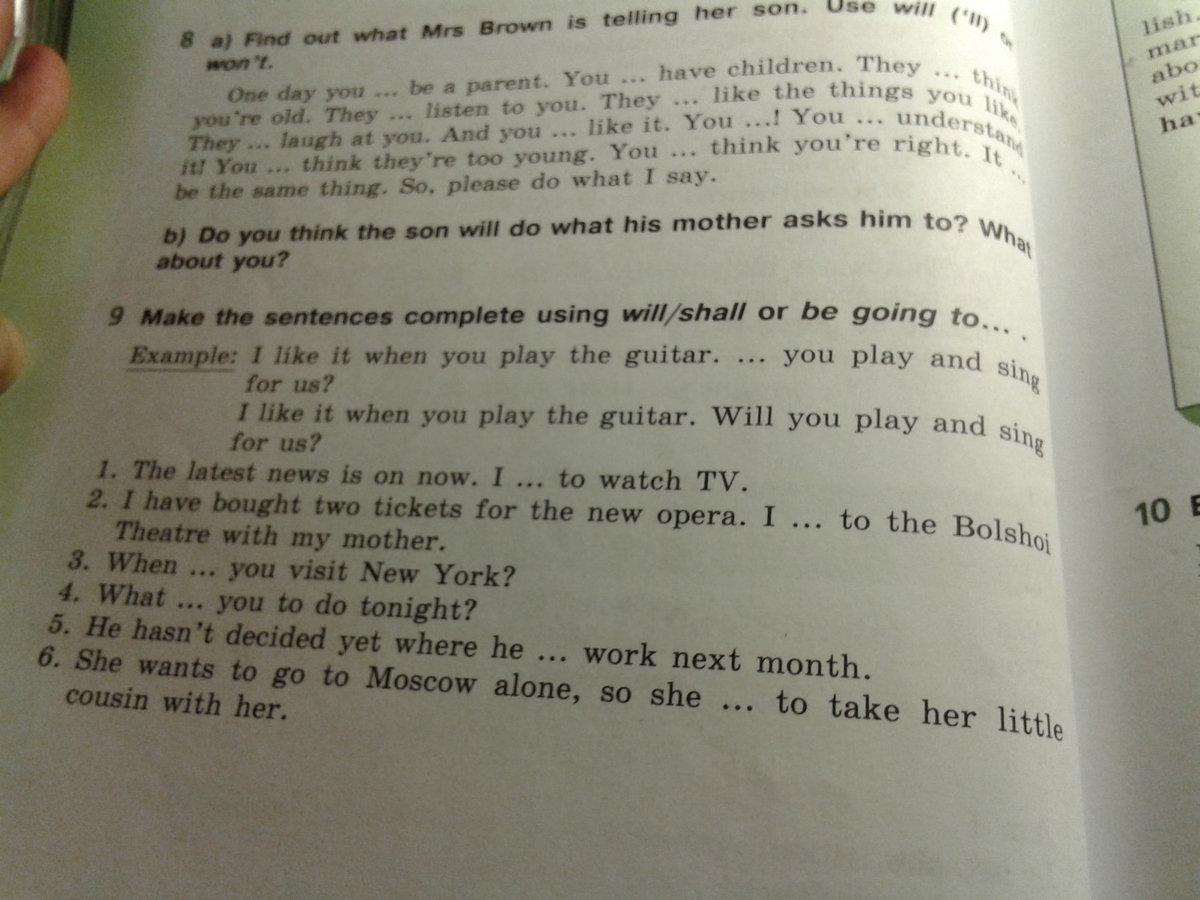 8 a) Find out what Mrs Brown is telling her son. Use will ('ll) or
won't.
One day you ... be a parent. You ... have children. They ... think
you're old. They ... listen to you. They ... like the things you like.
They ... laugh at you. And you ... like it. You ...! You ... understand
it! You ... think they're too young. You ... think you're right. It ...
be the same thing. So, please do what I say.
b) Do you think the son will do what his mother asks him to? What
about you?
9 Make the sentences complete using will/shall or be going to... .
Example: I like it when you play the guitar. ... you play and sing
for us?
I like it when you play the guitar. Will you play and sing
for us?
1. The latest news is on now. I ... to watch TV.
2. I have bought two tickets for the new opera. I ... to the Bolshoi
Theatre with my mother.
3. When ... you visit New York?
4. What ... you to do tonight?
5. He hasn't decided yet where he ... work next month.
6. She wants to go to Moscow alone, so she ... to take her little
cousin with her.
lish.
mar
abo
wit
ha
10